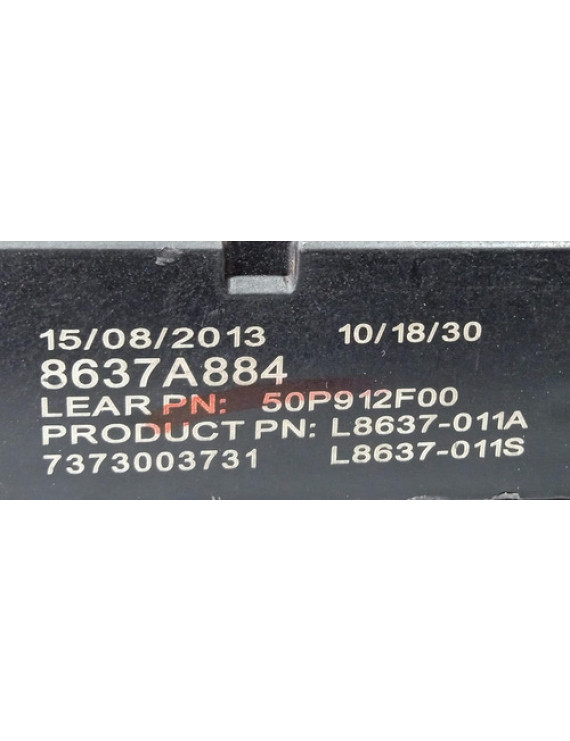 15/08/2013 10/18/30
8637A884
LEAR PN: 50P912F00
PRODUCT PN: L8637-011A
7373003731 L8637-011S